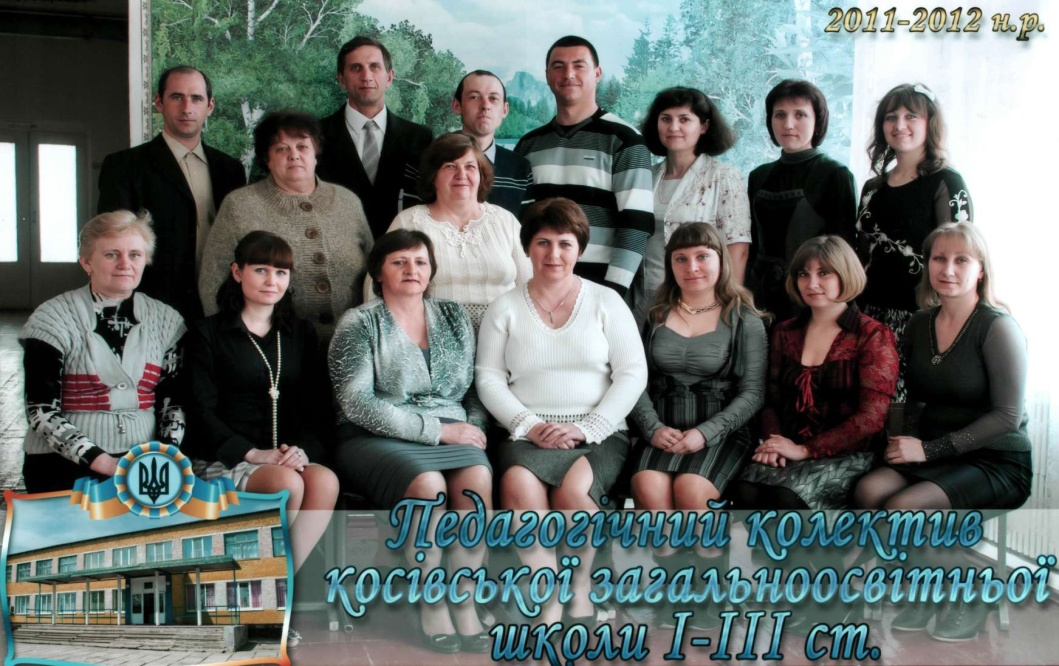 2011-2012 н.р.
Педагогічний колектив
косівської загальноосвітньої
школи І-ІІІ ст.